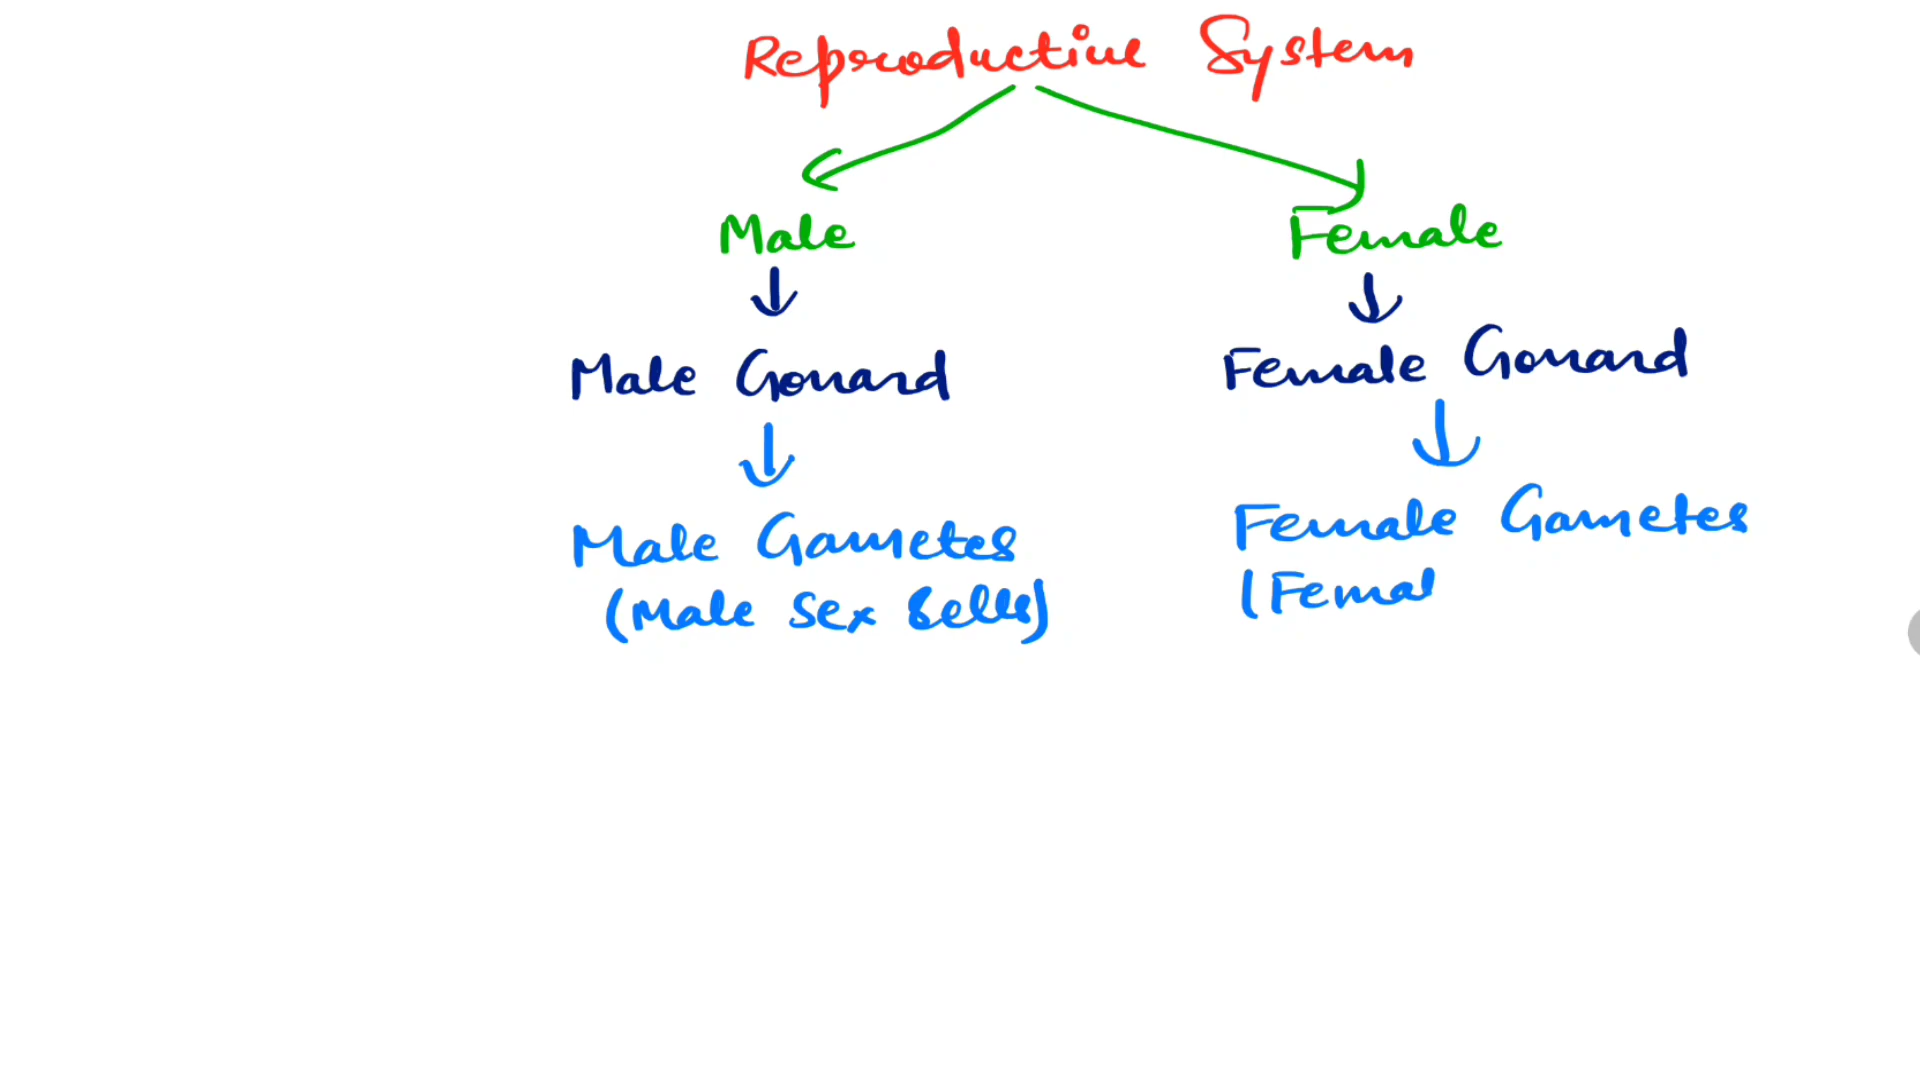 Reproductive System
Male
Female
Male Gonard
Female Gonard
Male Gametes
(Male Sex Cells)
Female Gametes
(Femal